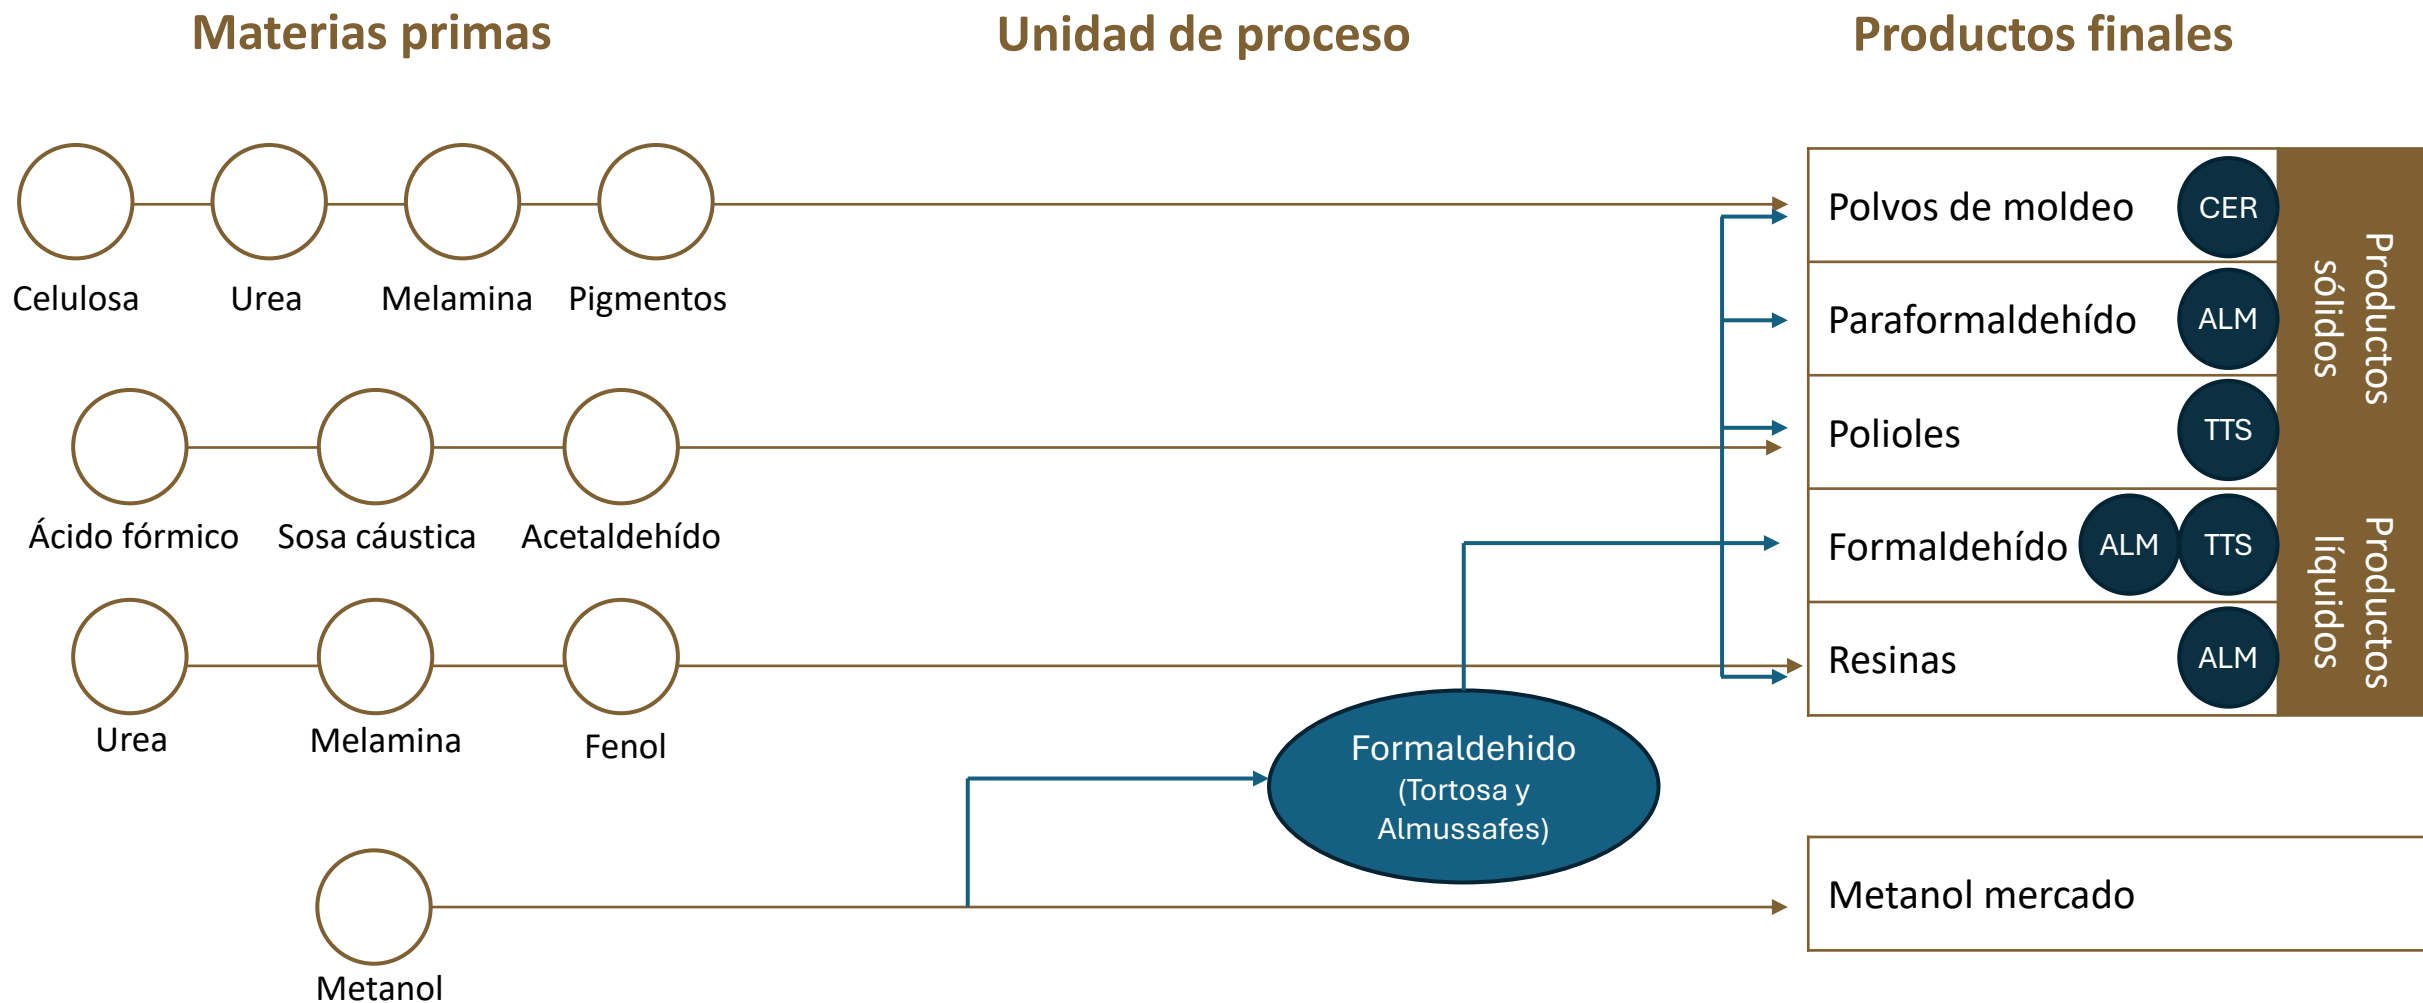 Materias primas
Unidad de proceso
Productos finales
Celulosa
Urea
Melamina
Pigmentos
Ácido fórmico
Sosa cáustica
Acetaldehído
Urea
Melamina
Fenol
Metanol
Formaldehido
(Tortosa y
Almussafes)
Polvos de moldeo
CER
Paraformaldehído
ALM
Polioles
TTS
Formaldehído
ALM
TTS
Resinas
ALM
Productos
sólidos
Productos
líquidos
Metanol mercado